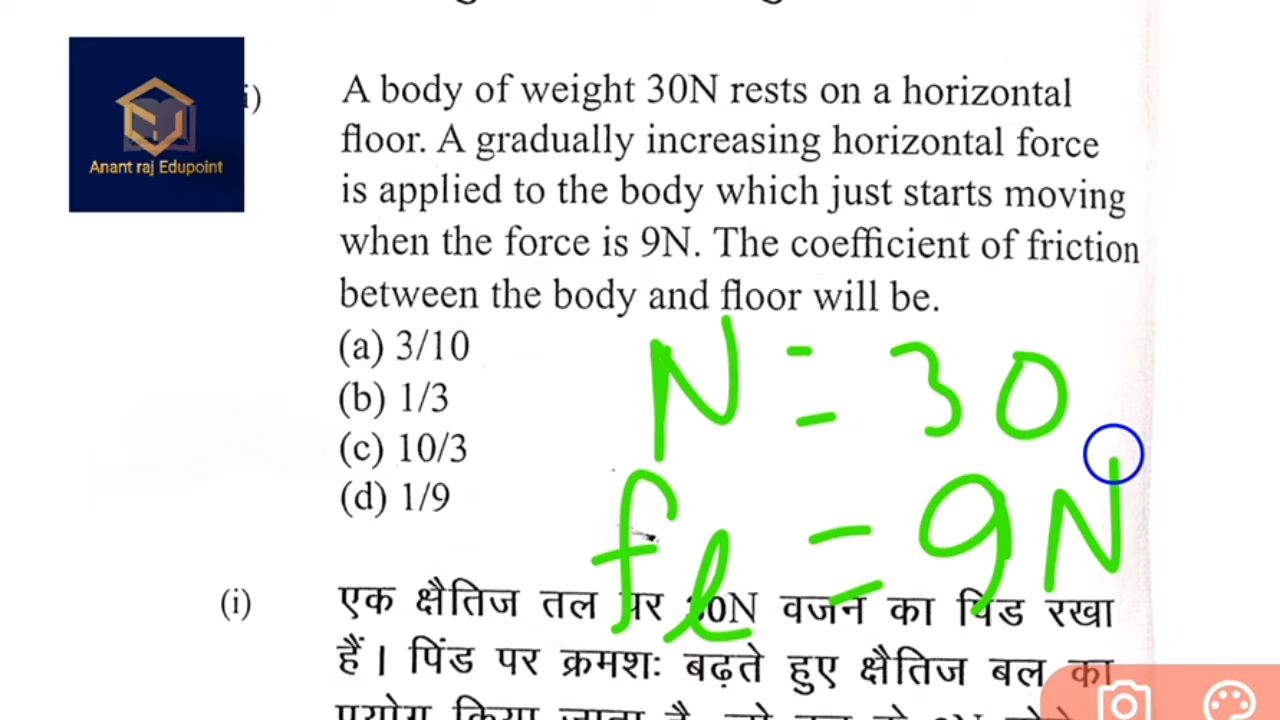 i)
A body of weight 30N rests on a horizontal
floor. A gradually increasing horizontal force
is applied to the body which just starts moving
when the force is 9N. The coefficient of friction
between the body and floor will be.
(a) 3/10
(b) 1/3
(c) 10/3
(d) 1/9
N = 30
fl = 9N
Anant raj Edupoint
(i) एक क्षैतिज तल पर 30N वजन का पिंड रखा
हैं। पिंड पर क्रमशः बढ़ते हुए क्षैतिज बल का